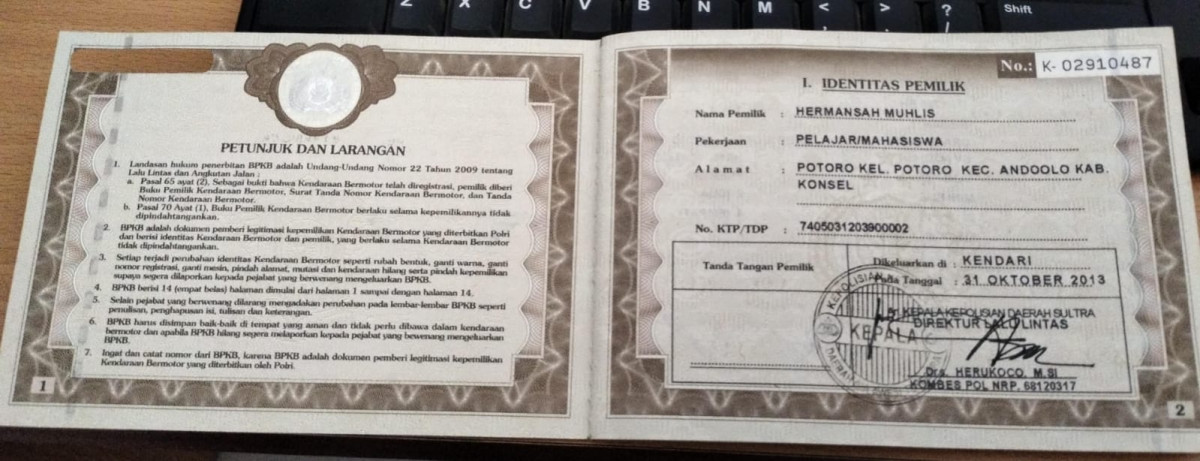 Z X C V B N M < > ? Shift
, . /
PETUNJUK DAN LARANGAN
1. Landasan hukum penerbitan BPKB adalah Undang-Undang Nomor 22 Tahun 2009 tentang
Lalu Lintas dan Angkutan Jalan ;
a. Pasal 65 ayat (2), Sebagai bukti bahwa Kendaraan Bermotor telah diregistrasi, pemilik diberi
Buku Pemilik Kendaraan Bermotor, Surat Tanda Nomor Kendaraan Bermotor, dan Tanda
Nomor Kendaraan Bermotor.
b. Pasal 70 Ayat (1), Buku Pemilik Kendaraan Bermotor berlaku selama kepemilikannya tidak
dipindahtangankan.
2. BPKB adalah dokumen pemberi legitimasi kepemilikan Kendaraan Bermotor yang diterbitkan Polri
dan berisi identitas Kendaraan Bermotor dan pemilik, yang berlaku selama Kendaraan Bermotor
tidak dipindahtangankan.
3. Setiap terjadi perubahan identitas Kendaraan Bermotor seperti rubah bentuk, ganti warna, ganti
nomor registrasi, ganti mesin, pindah alamat, mutasi dan kendaraan hilang serta pindah kepemilikan
supaya segera dilaporkan kepada pejabat yang berwenang mengeluarkan BPKB.
4. BPKB berisi 14 (empat belas) halaman dimulai dari halaman 1 sampai dengan halaman 14.
5. Selain pejabat yang berwenang dilarang mengadakan perubahan pada lembar-lembar BPKB seperti
penulisan, penghapusan isi, tulisan dan keterangan.
6. BPKB harus disimpan baik-baik di tempat yang aman dan tidak perlu dibawa dalam kendaraan
bermotor dan apabila BPKB hilang segera melaporkan kepada pejabat yang bewenang mengeluarkan
BPKB.
7. Ingat dan catat nomor dari BPKB, karena BPKB adalah dokumen pemberi legitimasi kepemilikan
Kendaraan Bermotor yang diterbitkan oleh Polri.
1
No.: K- 02910487
I. IDENTITAS PEMILIK
Nama Pemilik : HERMANSAH MUHLIS
Pekerjaan : PELAJAR/MAHASISWA
Alamat : POTORO KEL. POTORO KEC. ANDOOLO KAB.
KONSEL
No. KTP/TDP : 7405031203900002
Tanda Tangan Pemilik
Dikeluarkan di : KENDARI
Pada Tanggal : 31 OKTOBER 2013
KEPALA KEPOLISIAN DAERAH SULTRA
DIREKTUR LALU LINTAS
KEPALA
Drs. HERUKOCO, M.SI
KOMBES POL NRP. 68120317
2